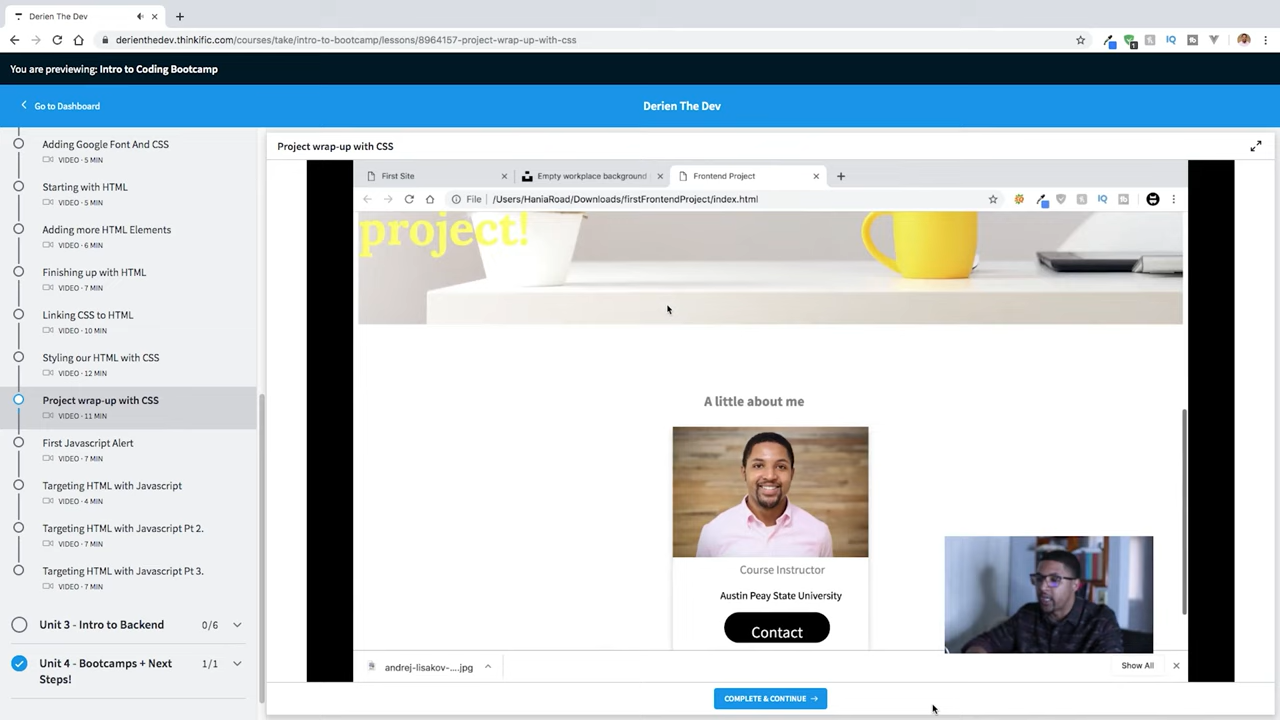 Derien The Dev
derienthedev.thinkific.com/courses/take/intro-to-bootcamp/lessons/8964157-project-wrap-up-with-css
You are previewing: Intro to Coding Bootcamp
Go to Dashboard
Derien The Dev
Adding Google Font And CSS
VIDEO · 5 MIN
Starting with HTML
VIDEO · 5 MIN
Adding more HTML Elements
VIDEO · 6 MIN
Finishing up with HTML
VIDEO · 7 MIN
Linking CSS to HTML
VIDEO · 10 MIN
Styling our HTML with CSS
VIDEO · 12 MIN
Project wrap-up with CSS
VIDEO · 11 MIN
First Javascript Alert
VIDEO · 7 MIN
Targeting HTML with Javascript
VIDEO · 4 MIN
Targeting HTML with Javascript Pt 2.
VIDEO · 7 MIN
Targeting HTML with Javascript Pt 3.
VIDEO · 7 MIN
Unit 3 - Intro to Backend 0/6
Unit 4 - Bootcamps + Next 1/1
Steps!
Project wrap-up with CSS
First Site
Empty workplace background
Frontend Project
File /Users/HaniaRoad/Downloads/firstFrontendProject/index.html
project!
A little about me
Course Instructor
Austin Peay State University
Contact
andrej-lisakov-....jpg
Show All
COMPLETE & CONTINUE →